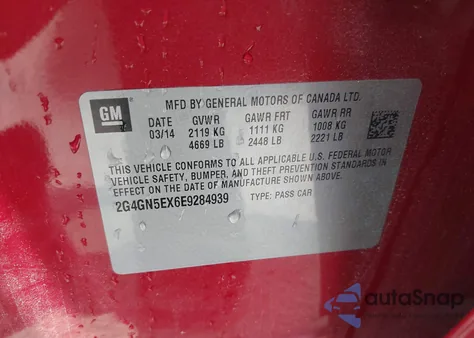 GM
MFD BY GENERAL MOTORS OF CANADA LTD.
DATE GVWR GAWR FRT GAWR RR
03/14 2119 KG 1111 KG 1008 KG
4669 LB 2448 LB 2221 LB
THIS VEHICLE CONFORMS TO ALL APPLICABLE U.S. FEDERAL MOTOR
VEHICLE SAFETY, BUMPER, AND THEFT PREVENTION STANDARDS
IN EFFECT ON THE DATE OF MANUFACTURE SHOWN ABOVE.
2G4GN5EX6E9284939 TYPE: PASS CAR
autoSnap